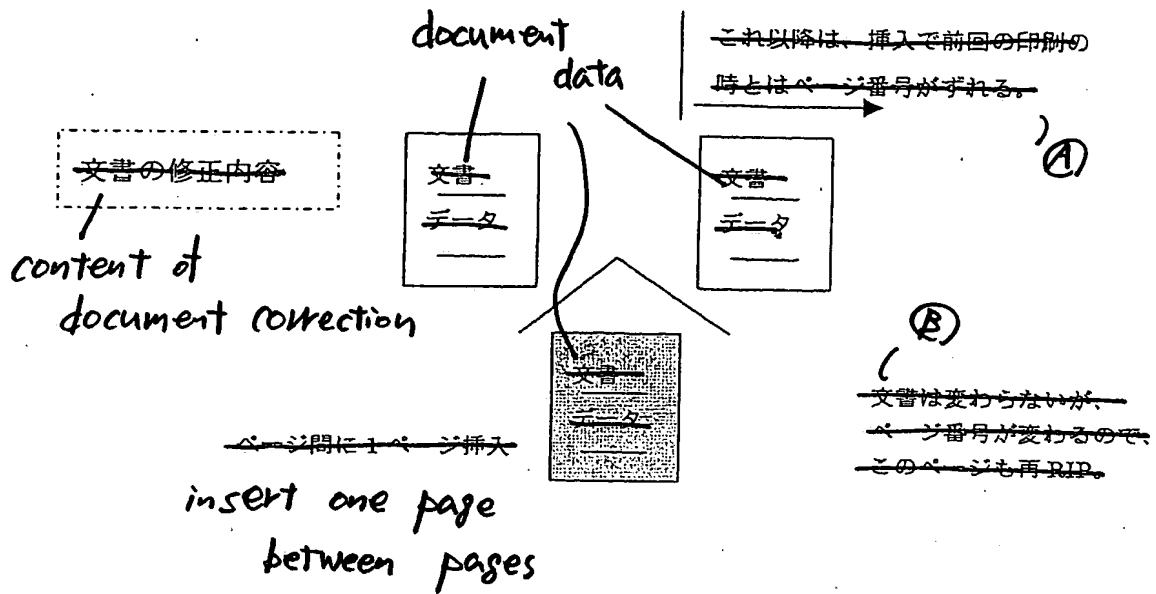 document
data
これ以降は、挿入で前回の印刷の
時とはページ番号がずれる。
A
文書の修正内容
文書
データ
文書
データ
content of
document correction
B
文書
データ
文書は変わらないが、
ページ番号が変わるので、
このページも再RIP。
ページ間に1ページ挿入
insert one page
between pages